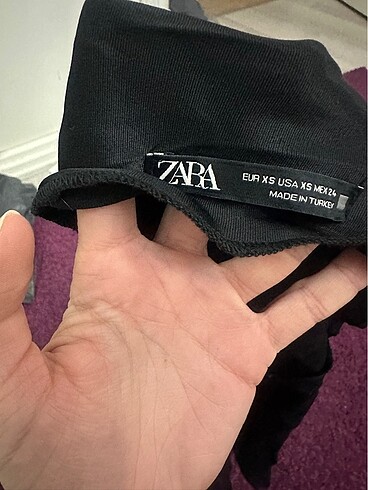 ZARA
EUR XS USA XS MEX 24
MADE IN TURKEY